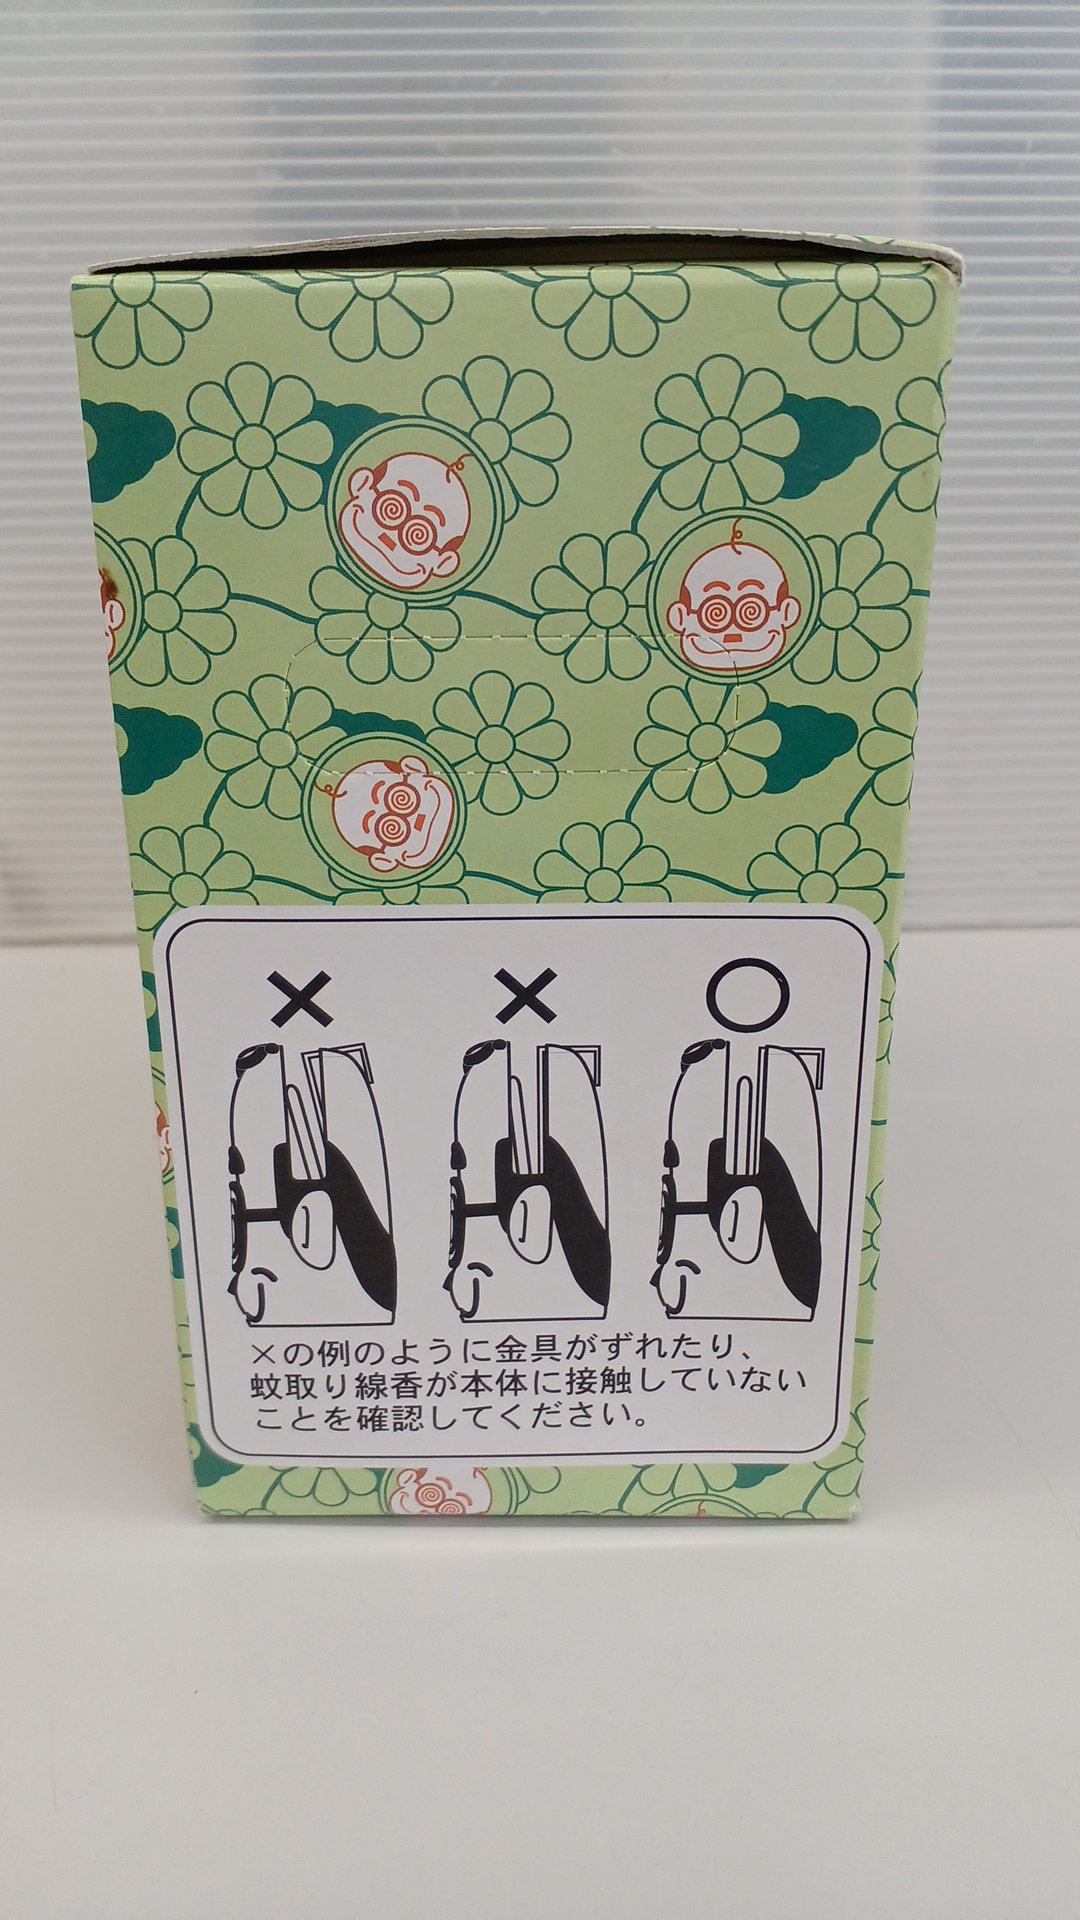 × × ○
×の例のように金具がずれたり、
蚊取り線香が本体に接触していない
ことを確認してください。